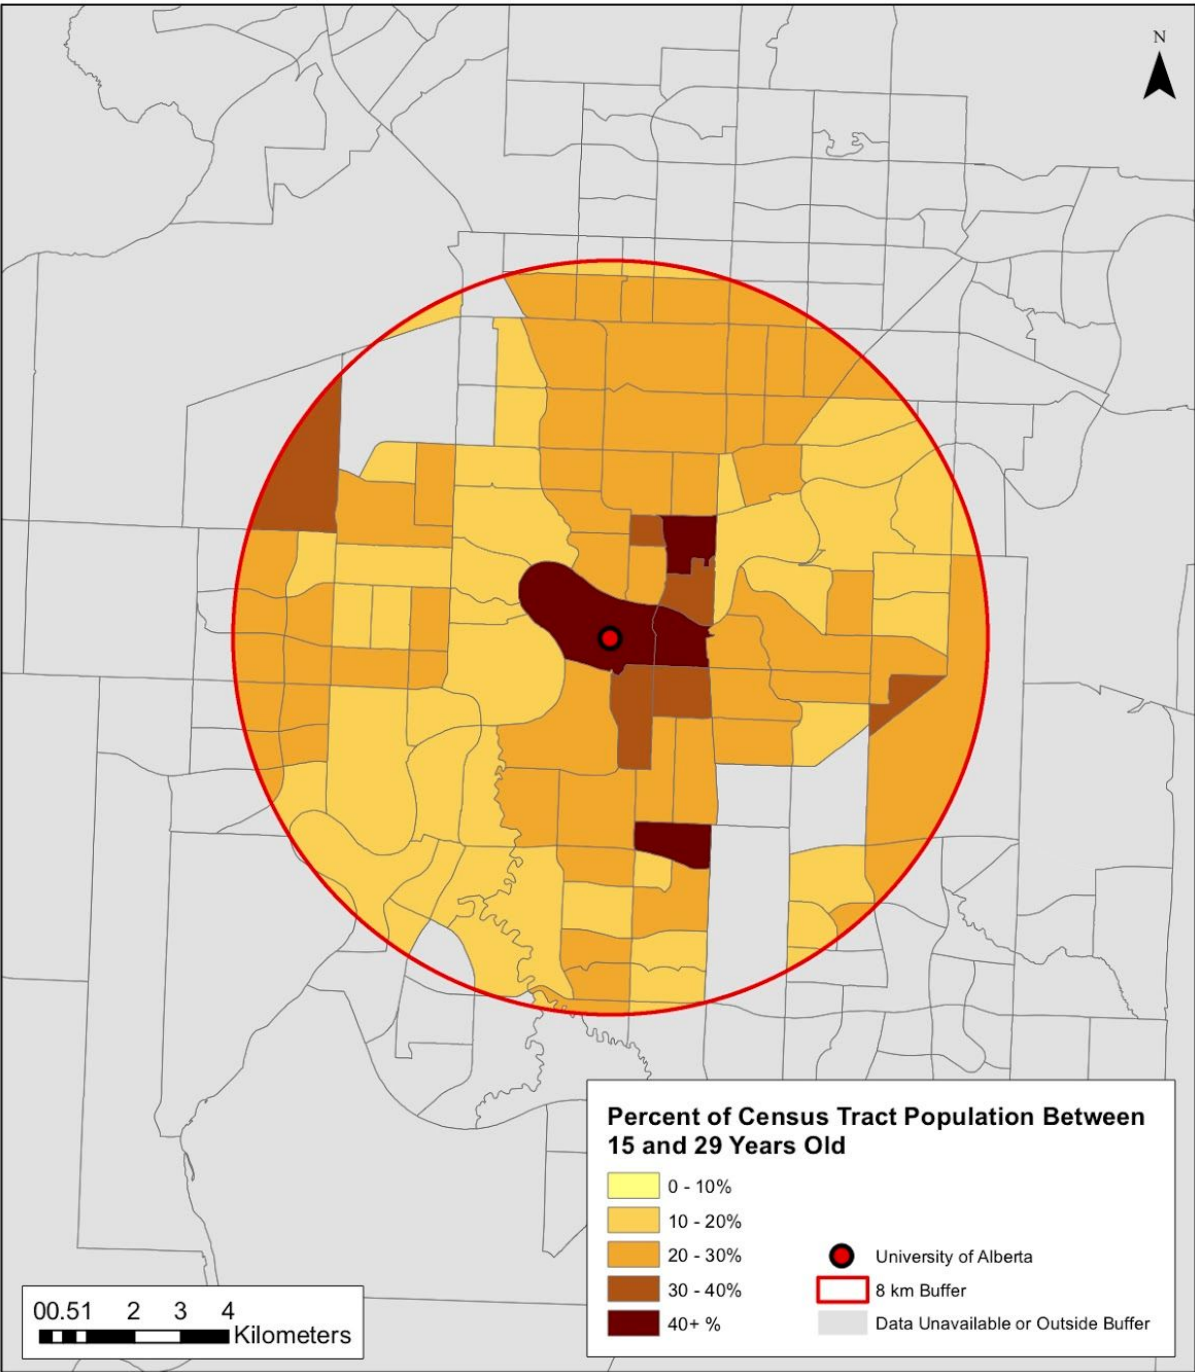 N
Percent of Census Tract Population Between
15 and 29 Years Old
0 - 10%
10 - 20%
20 - 30%
30 - 40%
40+ %
University of Alberta
8 km Buffer
Data Unavailable or Outside Buffer
00.51 2 3 4
Kilometers